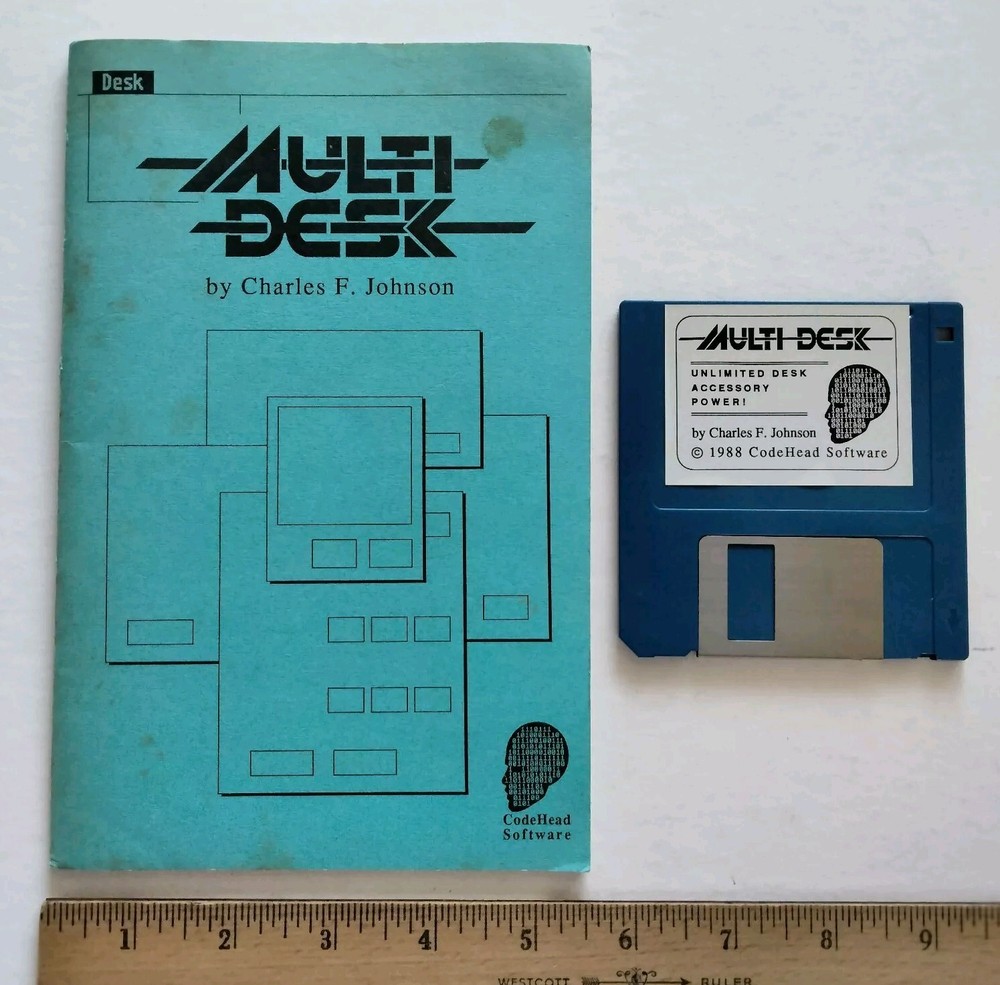 Desk
MULTI
DESK
by Charles F. Johnson
CodeHead
Software
MULTI DESK
UNLIMITED DESK
ACCESSORY
POWER!
by Charles F. Johnson
© 1988 CodeHead Software
1 2 3 4 5 6 7 8 9
WESTCOTT RULER